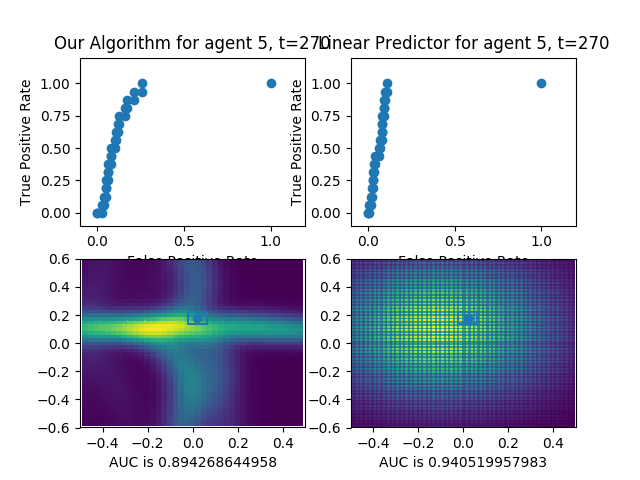 Our Algorithm for agent 5, t=270
Linear Predictor for agent 5, t=270
True Positive Rate
1.00
0.75
0.50
0.25
0.00
0.0 0.5 1.0
False Positive Rate
True Positive Rate
1.00
0.75
0.50
0.25
0.00
0.0 0.5 1.0
False Positive Rate
0.6
0.4
0.2
0.0
−0.2
−0.4
−0.6
−0.4 −0.2 0.0 0.2 0.4
AUC is 0.894268644958
0.6
0.4
0.2
0.0
−0.2
−0.4
−0.6
−0.4 −0.2 0.0 0.2 0.4
AUC is 0.940519957983